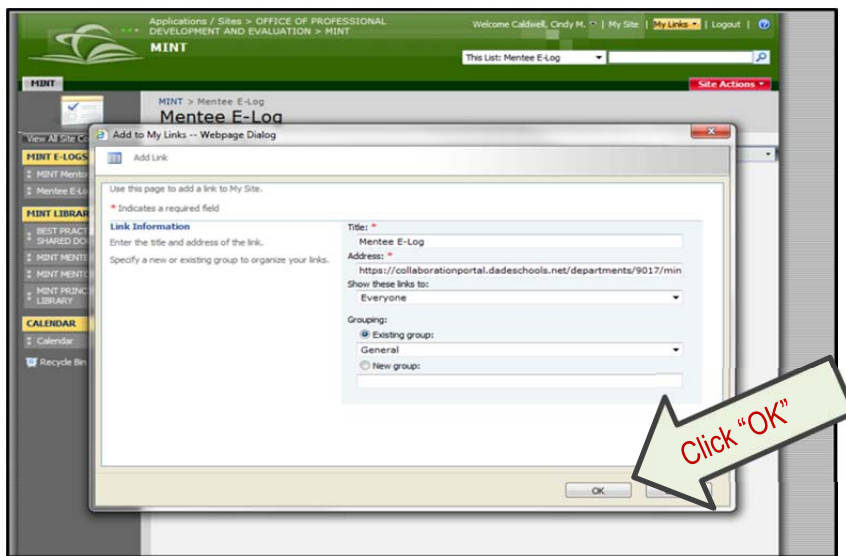 Applications / Sites > OFFICE OF PROFESSIONAL
DEVELOPMENT AND EVALUATION > MINT
Welcome Caldwell, Cindy M. | My Site | My Links | Logout |
MINT
This List: Mentee E-Log
MINT
Site Actions
MINT > Mentee E-Log
Mentee E-Log
View All Site Co
Add to My Links -- Webpage Dialog
MINT E-LOGS
Add Link
MINT Mento
Mentee E-Lo
Use this page to add a link to My Site.
* Indicates a required field
MINT LIBRAR
BEST PRACT
SHARED DO
MINT MENTE
MINT MENTO
MINT PRINC
LIBRARY
CALENDAR
Calendar
Recycle Bin
Link Information
Enter the title and address of the link.
Specify a new or existing group to organize your links.
Title: *
Mentee E-Log
Address: *
https://collaborationportal.dadeschools.net/departments/9017/min
Show these links to:
Everyone
Grouping:
Existing group:
General
New group:
Click "OK"
OK